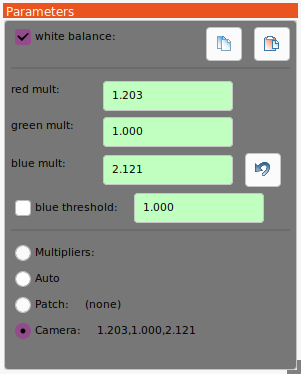 Parameters
white balance:
red mult: 1.203
green mult: 1.000
blue mult: 2.121
blue threshold: 1.000
Multipliers:
Auto
Patch: (none)
Camera: 1.203,1.000,2.121